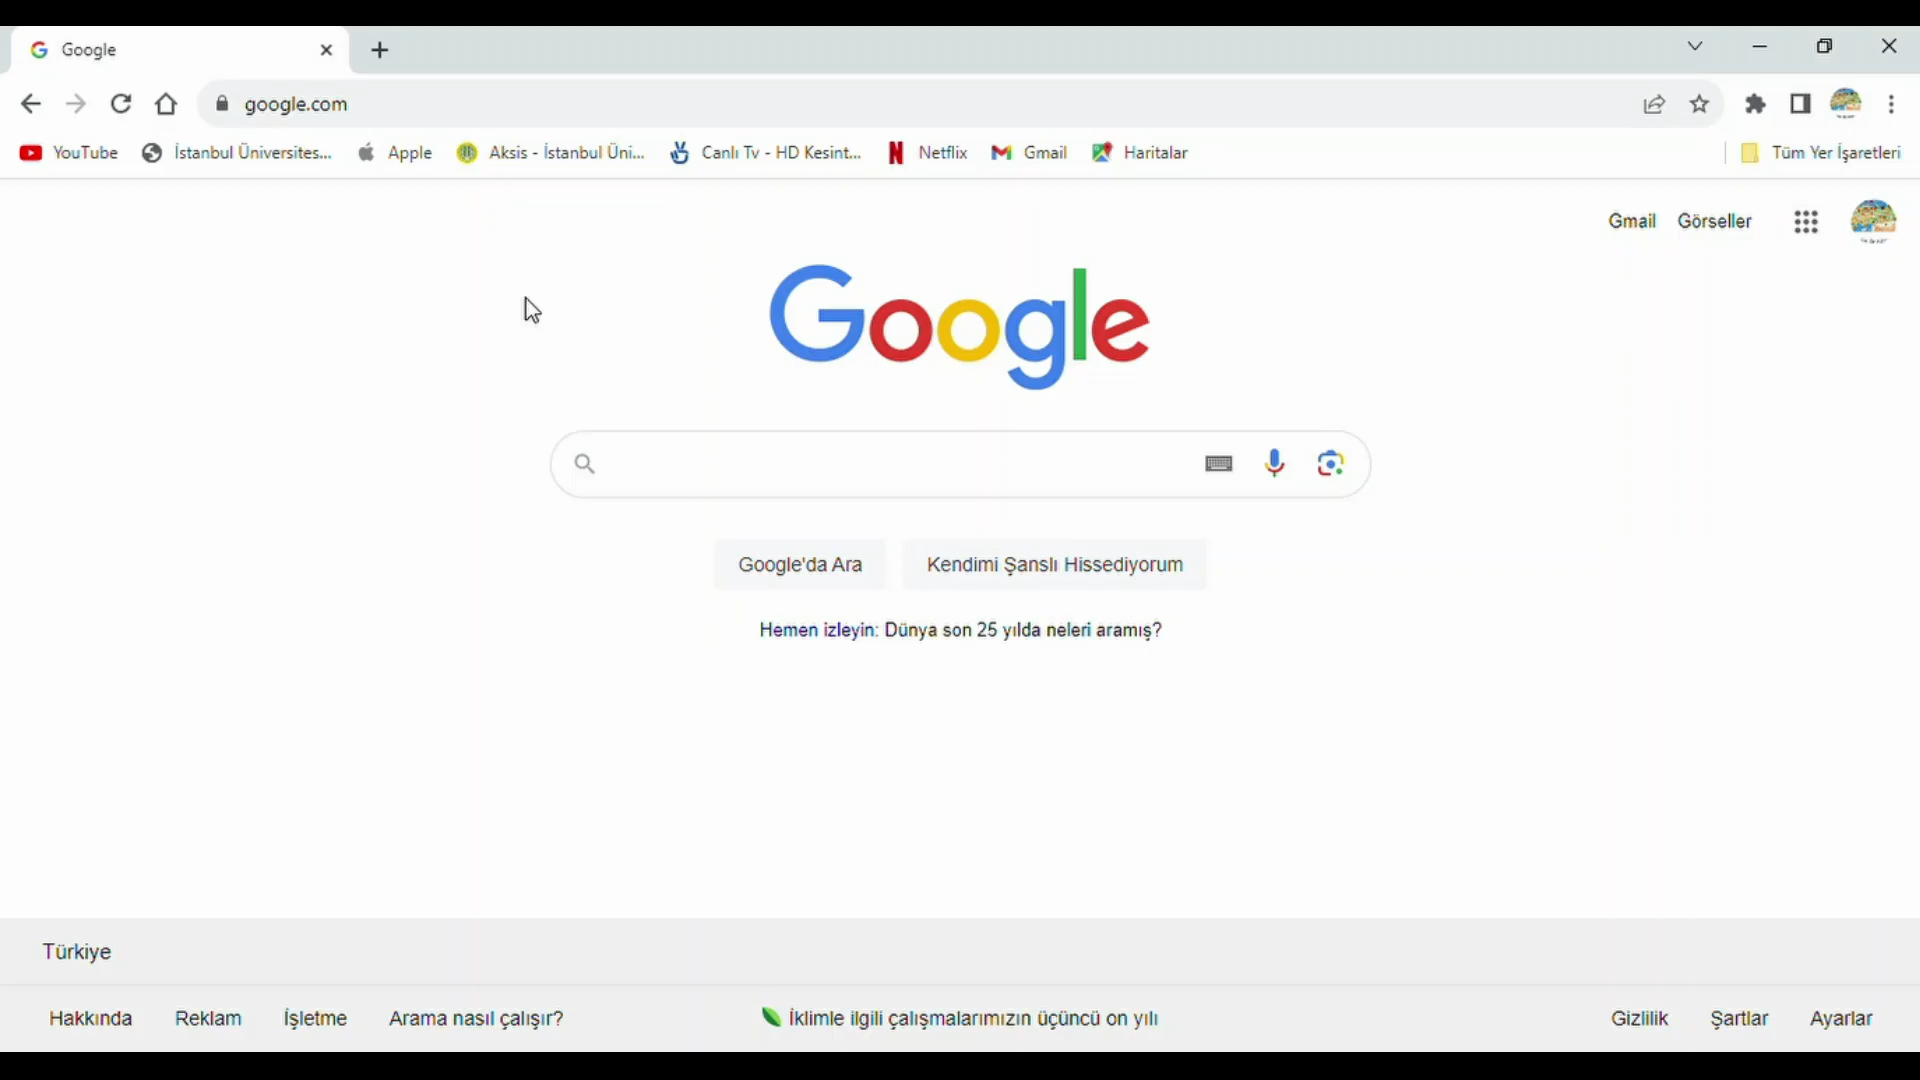 Google
google.com
YouTube İstanbul Üniversites... Apple Aksis - İstanbul Üni... Canlı Tv - HD Kesint... Netflix Gmail Haritalar Tüm Yer İşaretleri
Gmail Görseller
Google
Google'da Ara Kendimi Şanslı Hissediyorum
Hemen izleyin: Dünya son 25 yılda neleri aramış?
Türkiye
Hakkında Reklam İşletme Arama nasıl çalışır? İklimle ilgili çalışmalarımızın üçüncü on yılı Gizlilik Şartlar Ayarlar